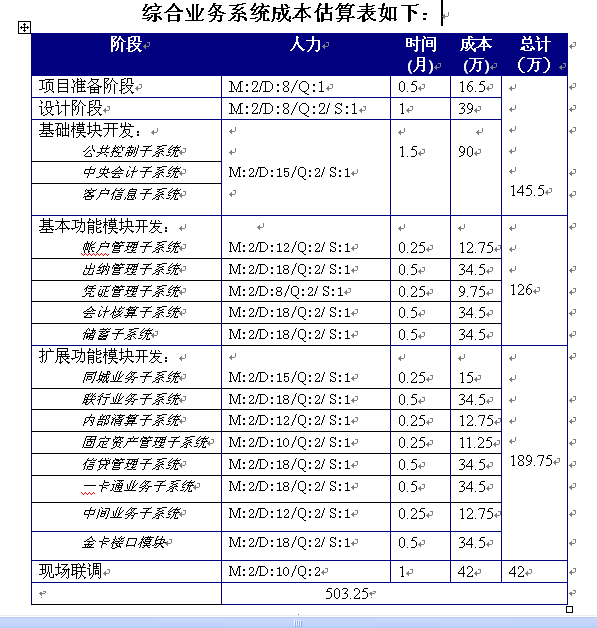 综合业务系统成本估算表如下：
阶段 人力 时间(月) 成本(万) 总计（万）
项目准备阶段 M:2/D:8/Q:1 0.5 16.5
设计阶段 M:2/D:8/Q:2/ S:1 1 39
基础模块开发：
公共控制子系统 1.5 90
中央会计子系统 M:2/D:15/Q:2/ S:1
客户信息子系统 145.5
基本功能模块开发：
帐户管理子系统 M:2/D:12/Q:2/ S:1 0.25 12.75
出纳管理子系统 M:2/D:18/Q:2/ S:1 0.5 34.5
凭证管理子系统 M:2/D:8/Q:2/ S:1 0.25 9.75 126
会计核算子系统 M:2/D:18/Q:2/ S:1 0.5 34.5
储蓄子系统 M:2/D:18/Q:2/ S:1 0.5 34.5
扩展功能模块开发：
同城业务子系统 M:2/D:15/Q:2/ S:1 0.25 15
联行业务子系统 M:2/D:18/Q:2/ S:1 0.5 34.5
内部清算子系统 M:2/D:12/Q:2/ S:1 0.25 12.75
固定资产管理子系统 M:2/D:10/Q:2/ S:1 0.25 11.25
信贷管理子系统 M:2/D:18/Q:2/ S:1 0.5 34.5 189.75
一卡通业务子系统 M:2/D:18/Q:2/ S:1 0.5 34.5
中间业务子系统 M:2/D:12/Q:2/ S:1 0.25 12.75
金卡接口模块 M:2/D:18/Q:2/ S:1 0.5 34.5
现场联调 M:2/D:10/Q:2 1 42 42
503.25